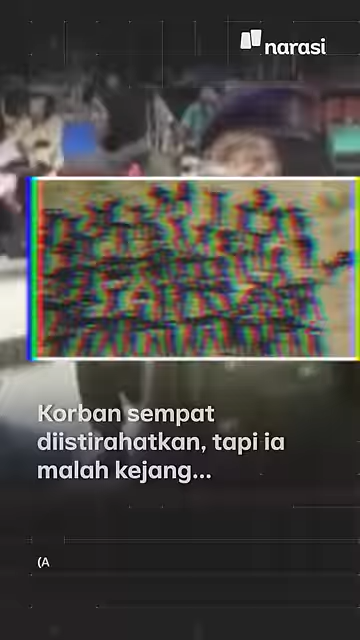 narasi
Korban sempat
diistirahatkan, tapi ia
malah kejang...
(A